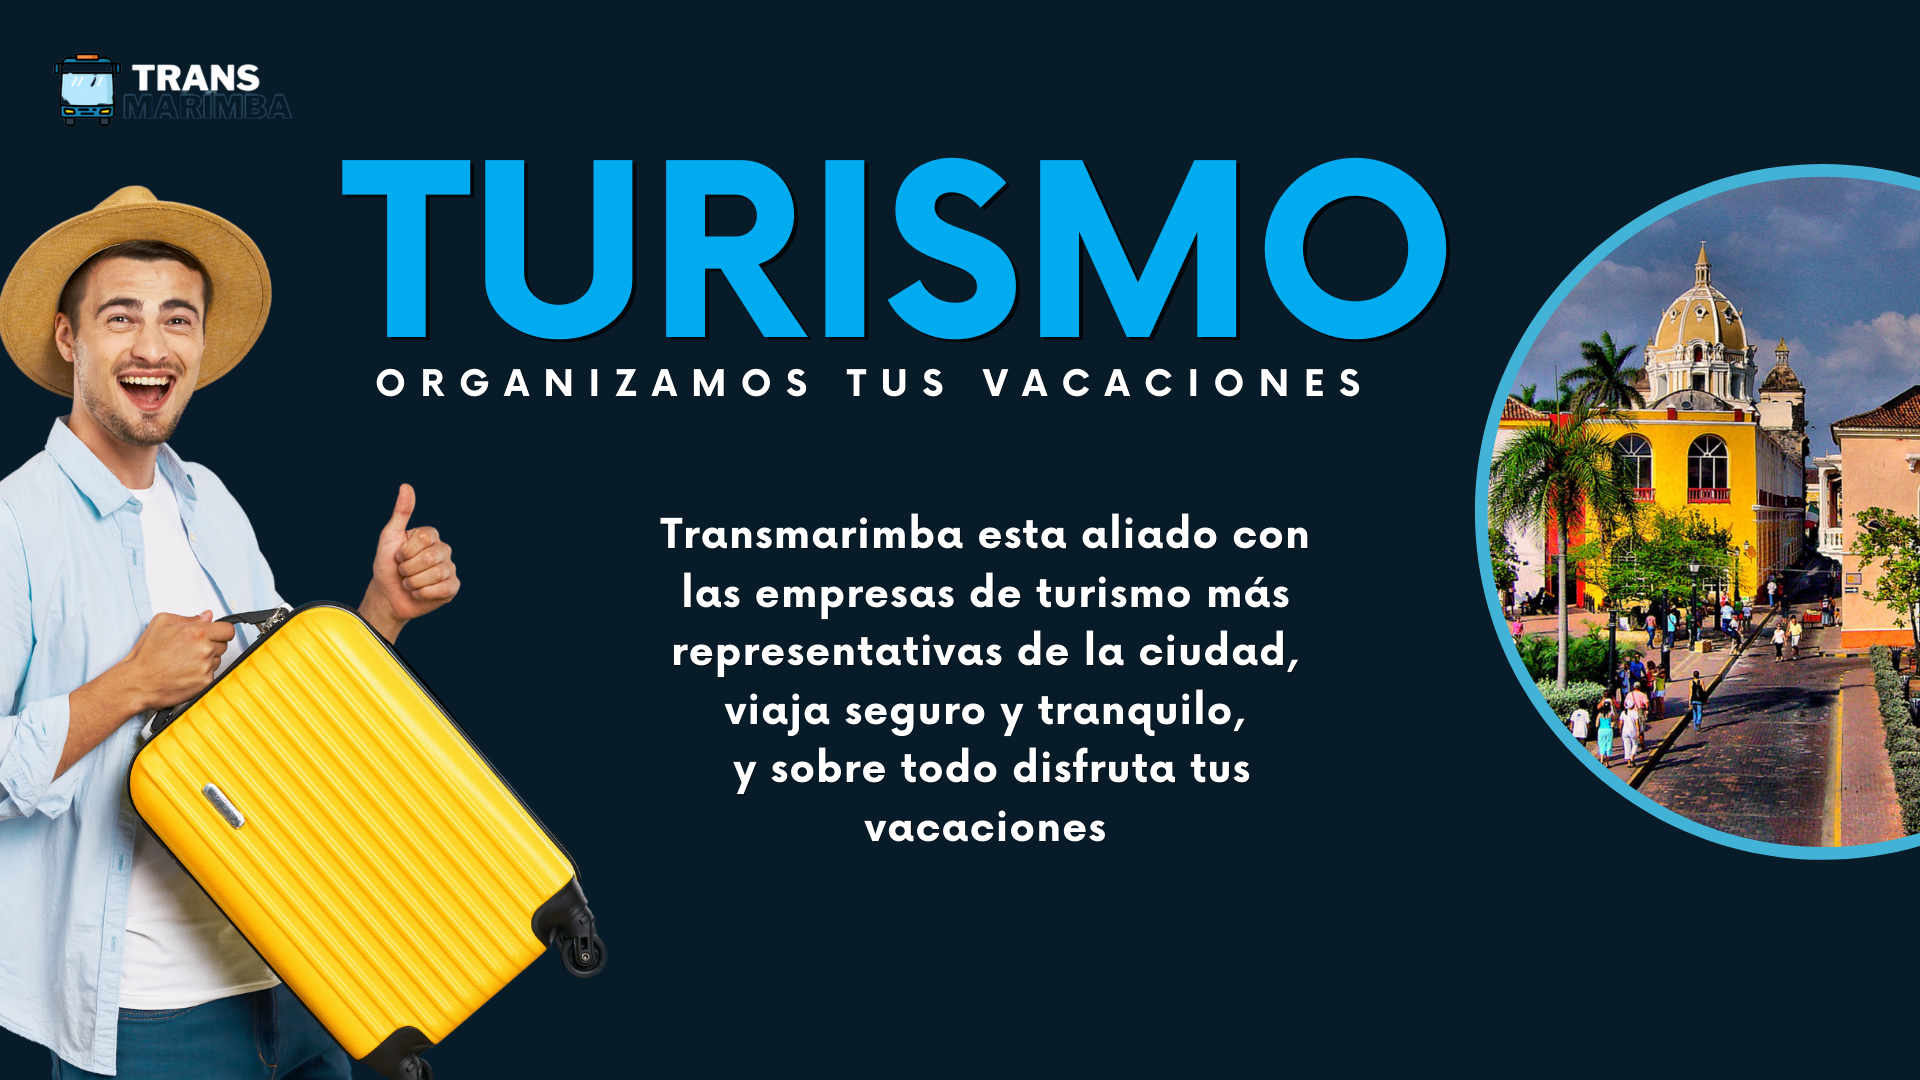 TRANS
MARIMBA
TURISMO
ORGANIZAMOS TUS VACACIONES
Transmarimba esta aliado con
las empresas de turismo más
representativas de la ciudad,
viaja seguro y tranquilo,
y sobre todo disfruta tus
vacaciones